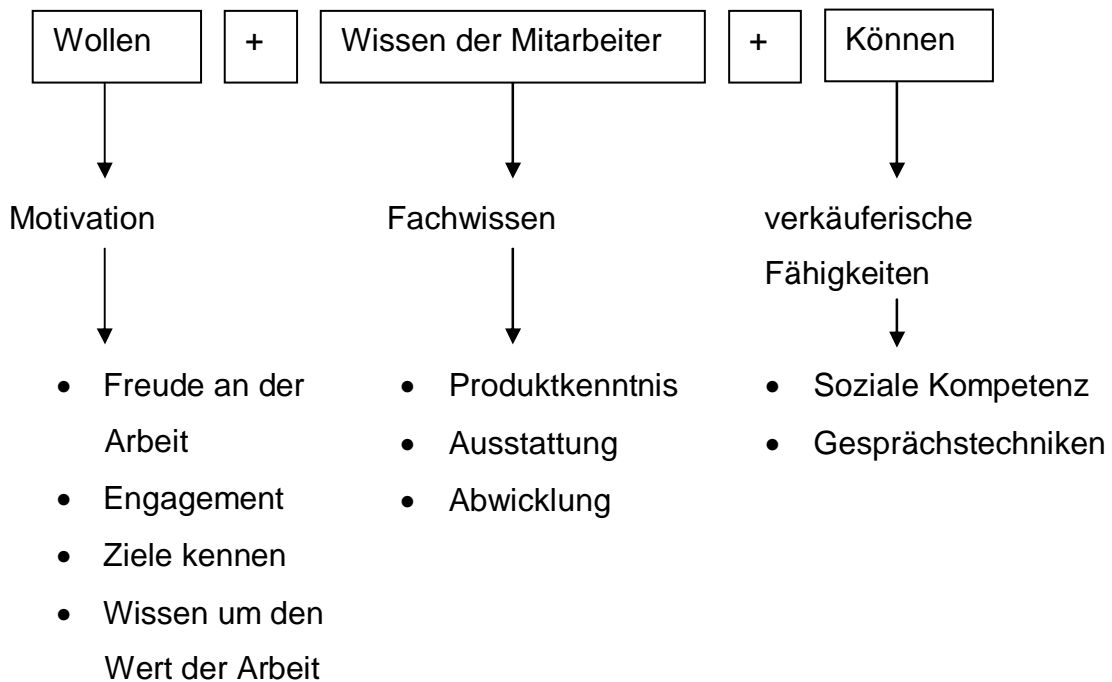 Wollen + Wissen der Mitarbeiter + Können
Motivation
Fachwissen
verkäuferische
Fähigkeiten
• Freude an der
Arbeit
• Engagement
• Ziele kennen
• Wissen um den
Wert der Arbeit
• Produktkenntnis
• Ausstattung
• Abwicklung
• Soziale Kompetenz
• Gesprächstechniken